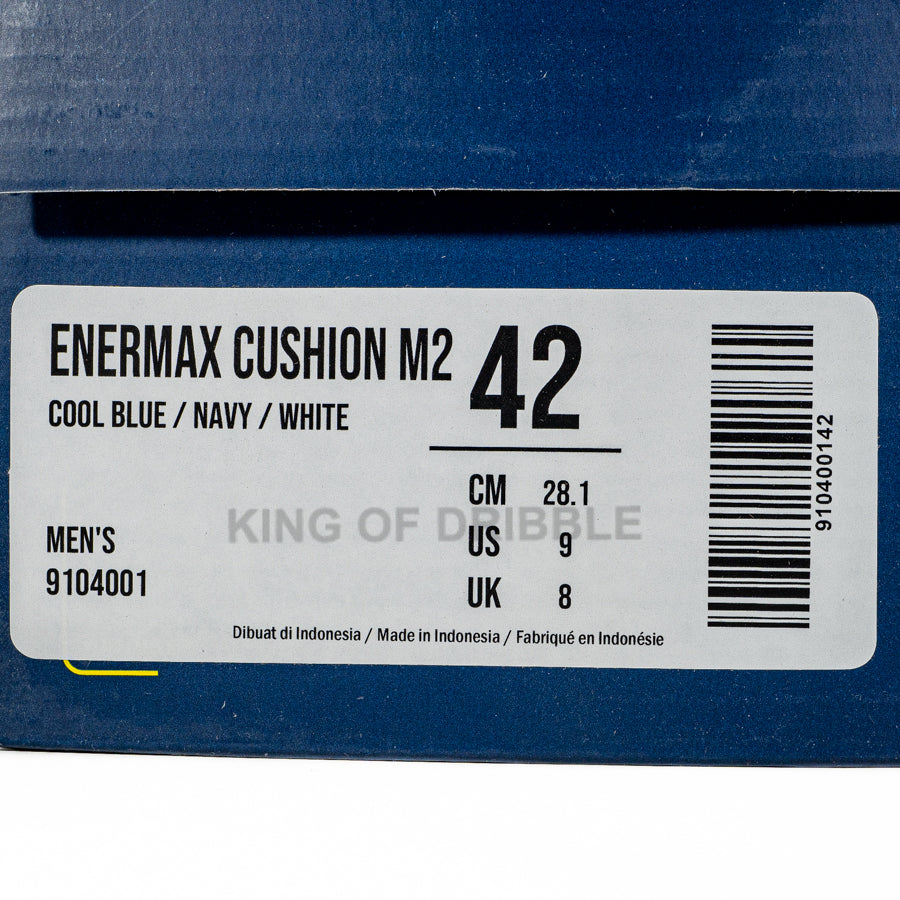 ENERMAX CUSHION M2
COOL BLUE / NAVY / WHITE
42
CM 28.1
US 9
UK 8
KING OF DRIBBLE
MEN'S
9104001
Dibuat di Indonesia / Made in Indonesia / Fabriqué en Indonésie
910400142